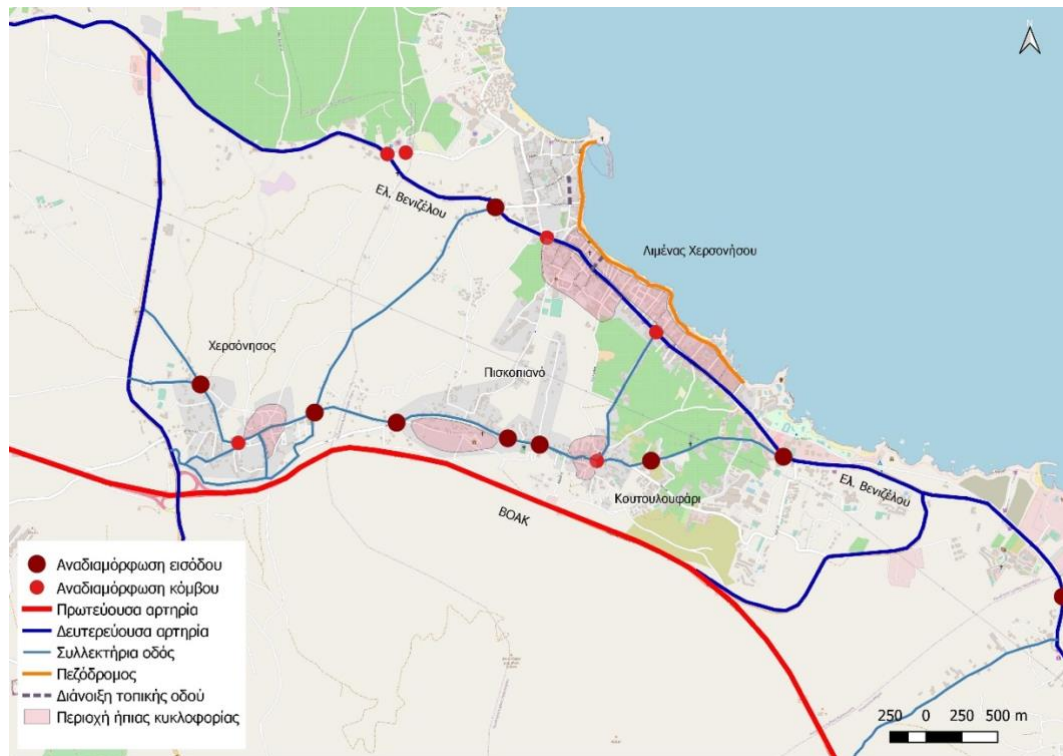 N
Ελ. Βενιζέλου
Λιμένας Χερσονήσου
Χερσόνησος
Πισκοπιανό
Κουτουλουφάρι
Ελ. Βενιζέλου
ΒΟΑΚ
Αναδιαμόρφωση εισόδου
Αναδιαμόρφωση κόμβου
Πρωτεύουσα αρτηρία
Δευτερεύουσα αρτηρία
Συλλεκτήρια οδός
Πεζόδρομος
Διάνοιξη τοπικής οδού
Περιοχή ήπιας κυκλοφορίας
250 0 250 500 m